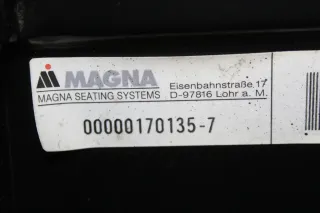 MAGNA
MAGNA SEATING SYSTEMS
Eisenbahnstraße 17
D-97816 Lohr a. M.
00000170135-7